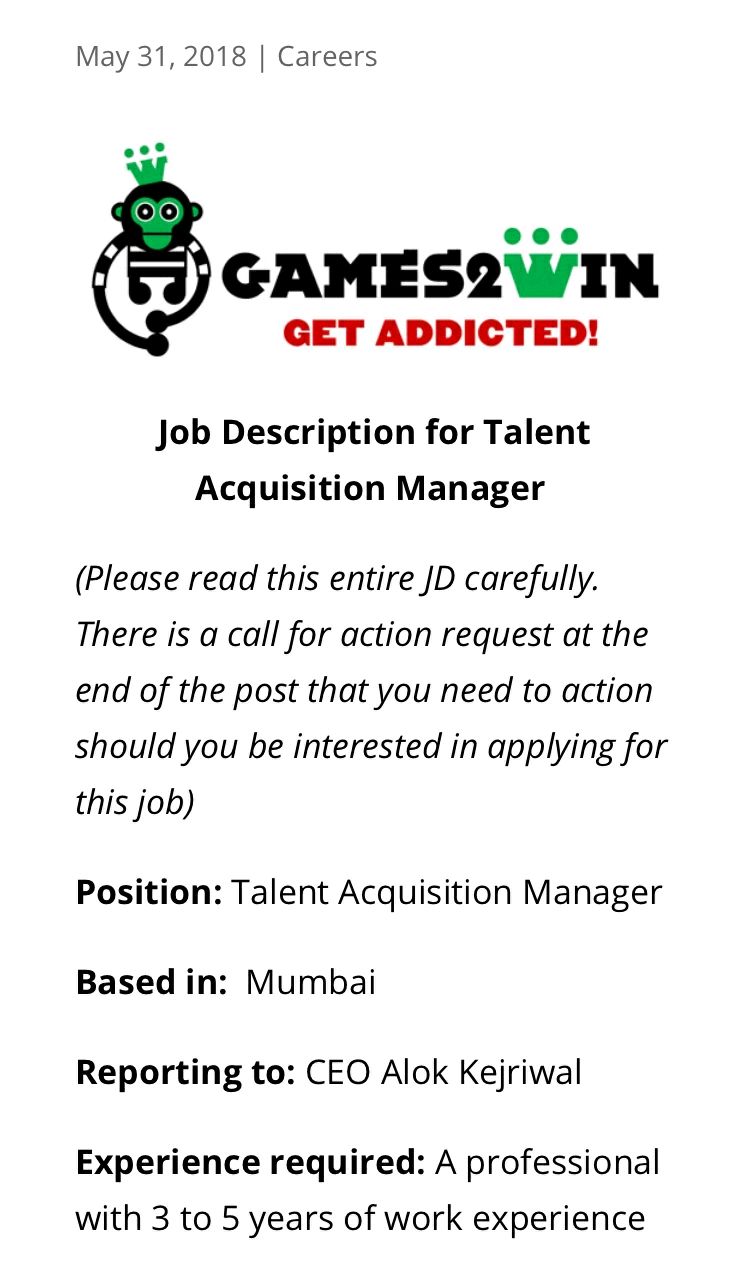 May 31, 2018 | Careers
GAMES2WIN
GET ADDICTED!
Job Description for Talent
Acquisition Manager
(Please read this entire JD carefully.
There is a call for action request at the
end of the post that you need to action
should you be interested in applying for
this job)
Position: Talent Acquisition Manager
Based in:  Mumbai
Reporting to: CEO Alok Kejriwal
Experience required: A professional
with 3 to 5 years of work experience